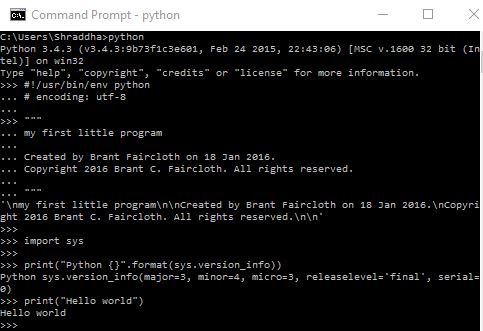 Command Prompt - python
C:\Users\Shraddha>python
Python 3.4.3 (v3.4.3:9b73f1c3e601, Feb 24 2015, 22:43:06) [MSC v.1600 32 bit (In
tel)] on win32
Type "help", "copyright", "credits" or "license" for more information.
>>> #!/usr/bin/env python
... # encoding: utf-8
...
>>> """
... my first little program
...
... Created by Brant Faircloth on 18 Jan 2016.
... Copyright 2016 Brant C. Faircloth. All rights reserved.
...
... """
'\nmy first little program\n\nCreated by Brant Faircloth on 18 Jan 2016.\nCopyri
ght 2016 Brant C. Faircloth. All rights reserved.\n\n'
>>>
>>> import sys
>>>
>>> print("Python {}".format(sys.version_info))
Python sys.version_info(major=3, minor=4, micro=3, releaselevel='final', serial=
0)
>>> print("Hello world")
Hello world
>>>